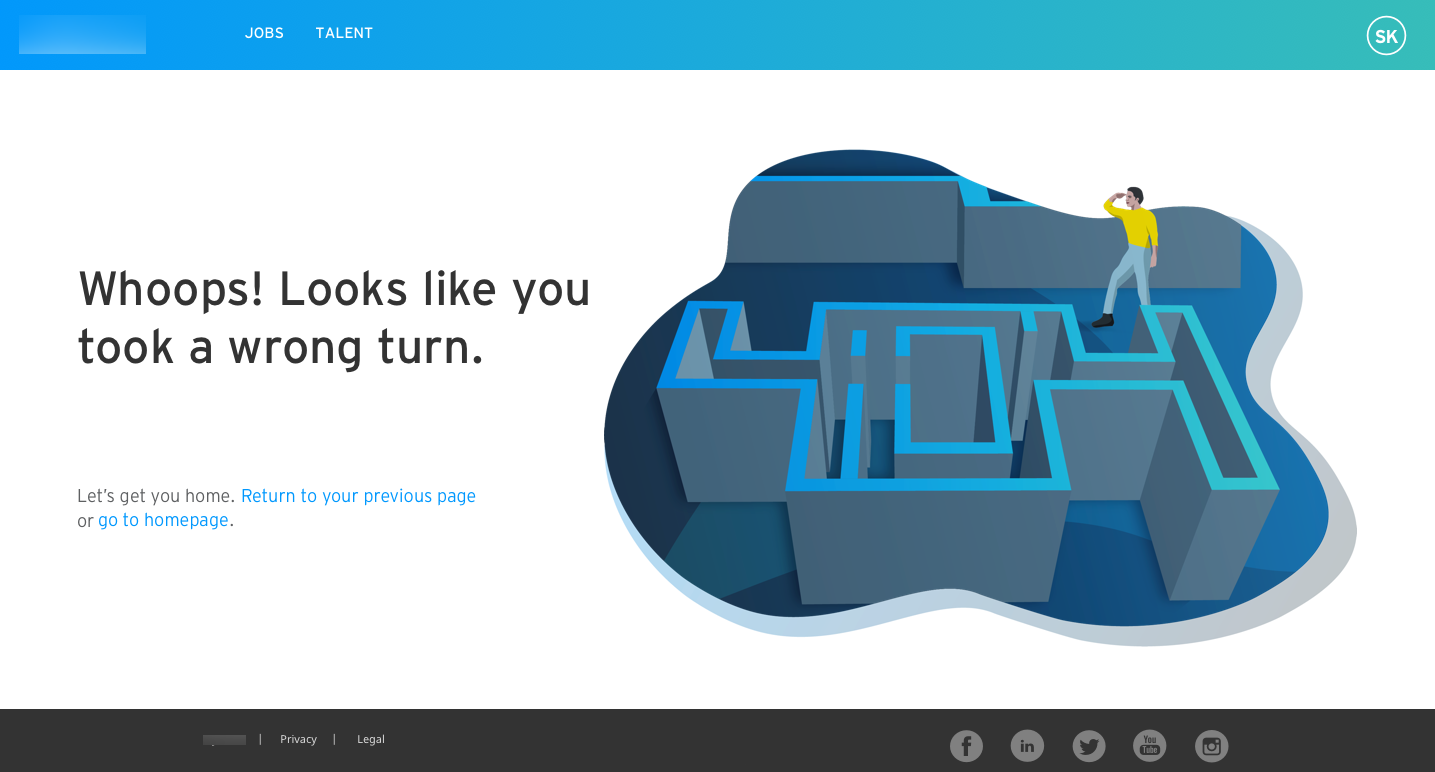 JOBS TALENT
SK
Whoops! Looks like you
took a wrong turn.
Let’s get you home. Return to your previous page
or go to homepage.
| Privacy | Legal
f in You Tube